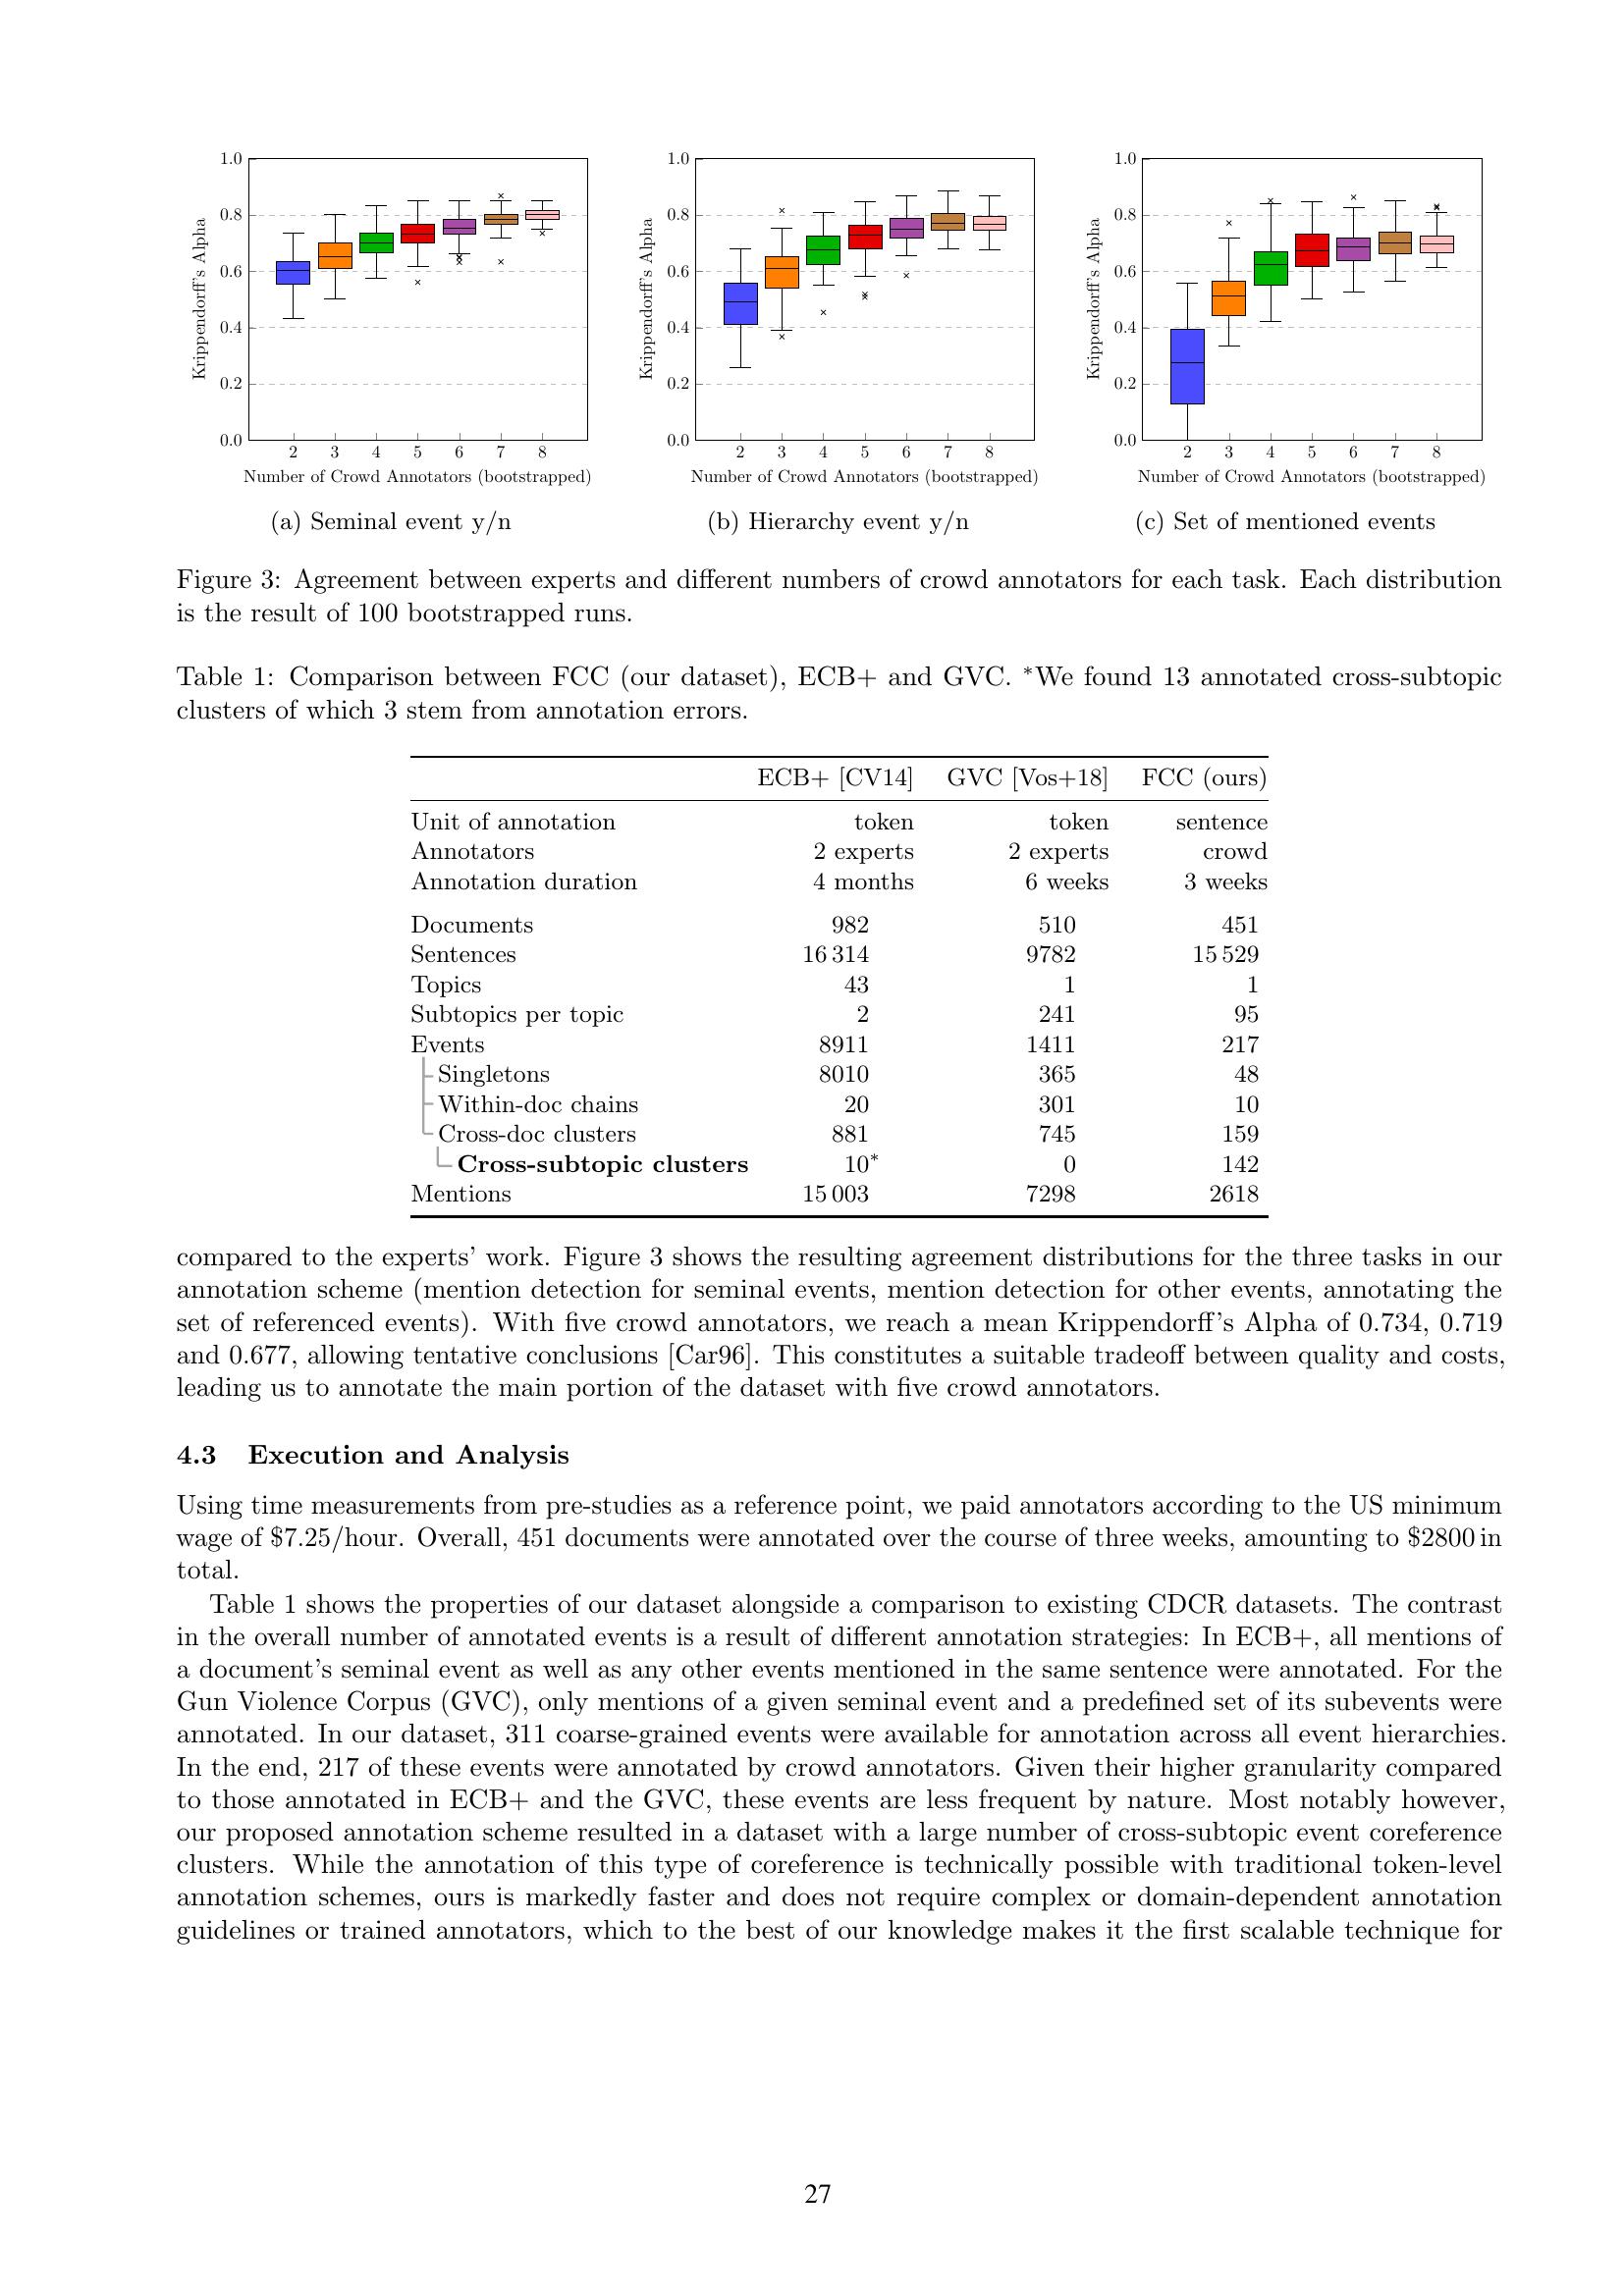 1.0
0.8
0.6
0.4
0.2
0.0
Krippendorff's Alpha
2 3 4 5 6 7 8
Number of Crowd Annotators (bootstrapped)
(a) Seminal event y/n
1.0
0.8
0.6
0.4
0.2
0.0
Krippendorff's Alpha
2 3 4 5 6 7 8
Number of Crowd Annotators (bootstrapped)
(b) Hierarchy event y/n
1.0
0.8
0.6
0.4
0.2
0.0
Krippendorff's Alpha
2 3 4 5 6 7 8
Number of Crowd Annotators (bootstrapped)
(c) Set of mentioned events
Figure 3: Agreement between experts and different numbers of crowd annotators for each task. Each distribution
is the result of 100 bootstrapped runs.
Table 1: Comparison between FCC (our dataset), ECB+ and GVC. *We found 13 annotated cross-subtopic
clusters of which 3 stem from annotation errors.
ECB+ [CV14] GVC [Vos+18] FCC (ours)
Unit of annotation token token sentence
Annotators 2 experts 2 experts crowd
Annotation duration 4 months 6 weeks 3 weeks
Documents 982 510 451
Sentences 16 314 9782 15 529
Topics 43 1 1
Subtopics per topic 2 241 95
Events 8911 1411 217
Singletons 8010 365 48
Within-doc chains 20 301 10
Cross-doc clusters 881 745 159
Cross-subtopic clusters 10* 0 142
Mentions 15 003 7298 2618
compared to the experts' work. Figure 3 shows the resulting agreement distributions for the three tasks in our
annotation scheme (mention detection for seminal events, mention detection for other events, annotating the
set of referenced events). With five crowd annotators, we reach a mean Krippendorff's Alpha of 0.734, 0.719
and 0.677, allowing tentative conclusions [Car96]. This constitutes a suitable tradeoff between quality and costs,
leading us to annotate the main portion of the dataset with five crowd annotators.
4.3 Execution and Analysis
Using time measurements from pre-studies as a reference point, we paid annotators according to the US minimum
wage of $7.25/hour. Overall, 451 documents were annotated over the course of three weeks, amounting to $2800 in
total.
Table 1 shows the properties of our dataset alongside a comparison to existing CDCR datasets. The contrast
in the overall number of annotated events is a result of different annotation strategies: In ECB+, all mentions of
a document's seminal event as well as any other events mentioned in the same sentence were annotated. For the
Gun Violence Corpus (GVC), only mentions of a given seminal event and a predefined set of its subevents were
annotated. In our dataset, 311 coarse-grained events were available for annotation across all event hierarchies.
In the end, 217 of these events were annotated by crowd annotators. Given their higher granularity compared
to those annotated in ECB+ and the GVC, these events are less frequent by nature. Most notably however,
our proposed annotation scheme resulted in a dataset with a large number of cross-subtopic event coreference
clusters. While the annotation of this type of coreference is technically possible with traditional token-level
annotation schemes, ours is markedly faster and does not require complex or domain-dependent annotation
guidelines or trained annotators, which to the best of our knowledge makes it the first scalable technique for
27